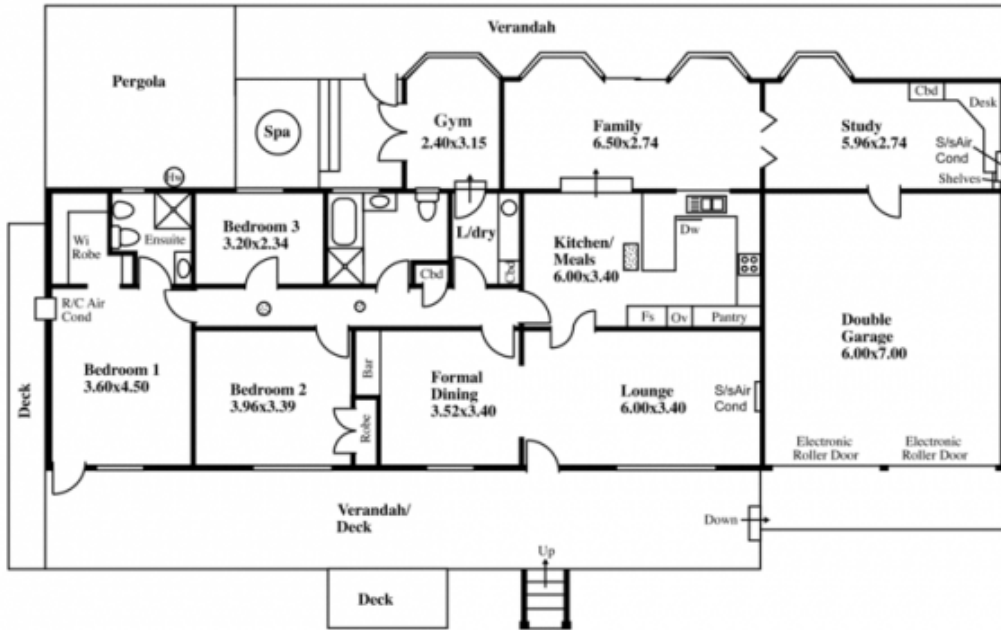 Verandah
Pergola
Cbd
Desk
Spa
Gym
2.40x3.15
Family
6.50x2.74
Study
5.96x2.74
S/sAir
Cond
Shelves
Hw
Wi
Robe
Ensuite
Bedroom 3
3.20x2.34
L/dry
Cbd
Cbd
Kitchen/
Meals
6.00x3.40
Dw
R/C Air
Cond
Fs
Ov
Pantry
Double
Garage
6.00x7.00
Bedroom 1
3.60x4.50
Bedroom 2
3.96x3.39
Bar
Robe
Formal
Dining
3.52x3.40
Lounge
6.00x3.40
S/sAir
Cond
Deck
Electronic
Roller Door
Electronic
Roller Door
Verandah/
Deck
Down
Up
Deck